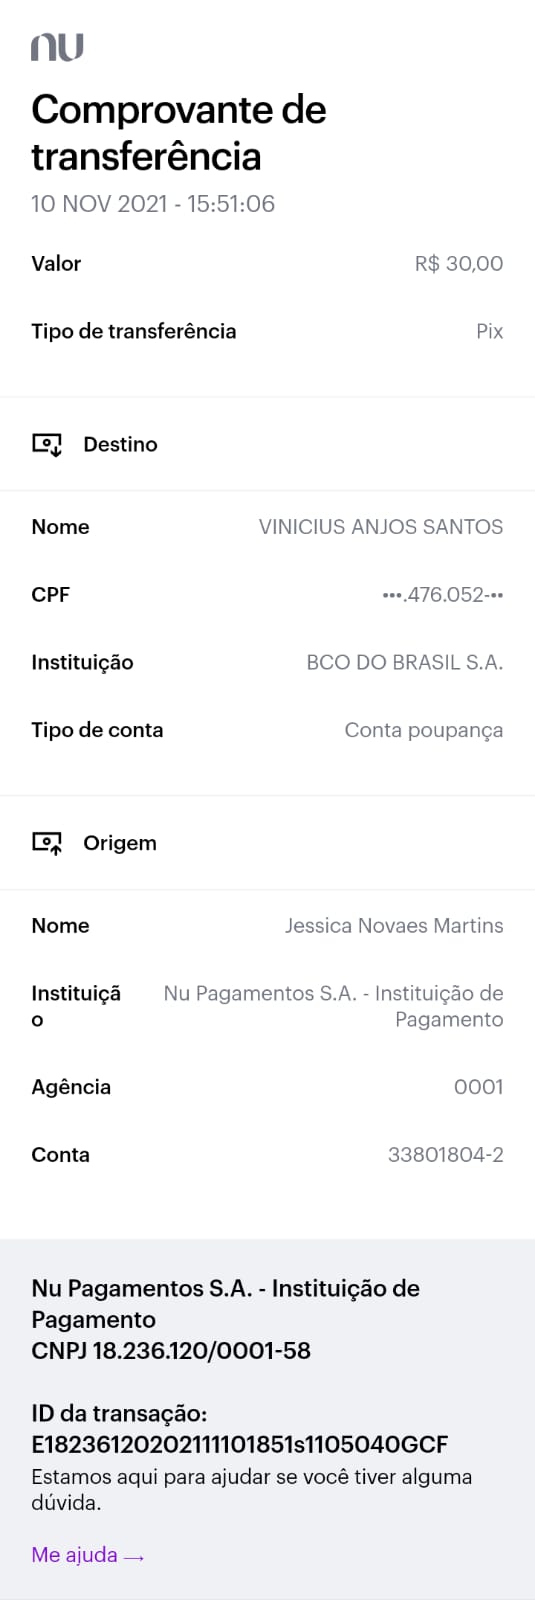 nu
Comprovante de
transferência
10 NOV 2021 - 15:51:06
Valor R$ 30,00
Tipo de transferência Pix
Destino
Nome VINICIUS ANJOS SANTOS
CPF •••.476.052-••
Instituição BCO DO BRASIL S.A.
Tipo de conta Conta poupança
Origem
Nome Jessica Novaes Martins
Instituiçã Nu Pagamentos S.A. - Instituição de
o Pagamento
Agência 0001
Conta 33801804-2
Nu Pagamentos S.A. - Instituição de
Pagamento
CNPJ 18.236.120/0001-58
ID da transação:
E18236120202111101851s1105040GCF
Estamos aqui para ajudar se você tiver alguma
dúvida.
Me ajuda →